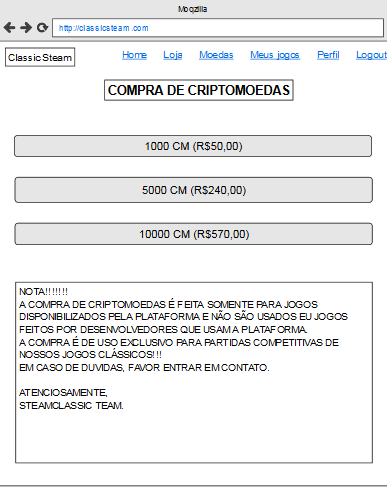 Moqzilla
http://classicsteam.com
Classic Steam Home Loja Moedas Meus jogos Perfil Logout
COMPRA DE CRIPTOMOEDAS
1000 CM (R$50,00)
5000 CM (R$240,00)
10000 CM (R$570,00)
NOTA!!!!!!!
A COMPRA DE CRIPTOMOEDAS É FEITA SOMENTE PARA JOGOS
DISPONIBILIZADOS PELA PLATAFORMA E NÃO SÃO USADOS EU JOGOS
FEITOS POR DESENVOLVEDORES QUE USAM A PLATAFORMA.
A COMPRA É DE USO EXCLUSIVO PARA PARTIDAS COMPETITIVAS DE
NOSSOS JOGOS CLÁSSICOS!!!
EM CASO DE DUVIDAS, FAVOR ENTRAR EM CONTATO.
ATENCIOSAMENTE,
STEAMCLASSIC TEAM.